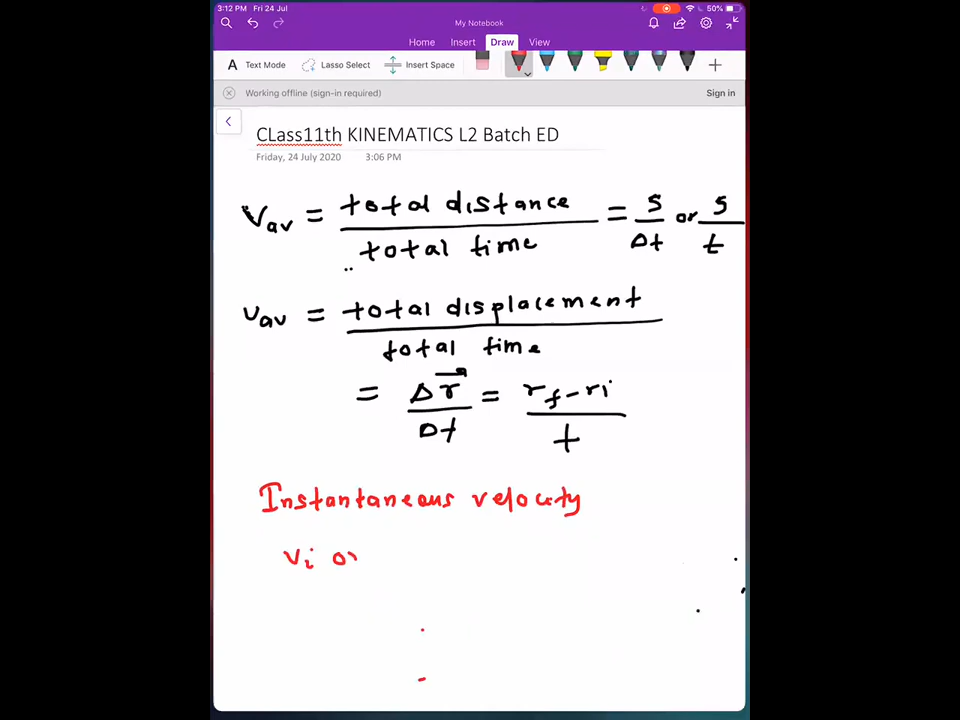 3:12 PM Fri 24 Jul 50%
My Notebook
Home Insert Draw View
A Text Mode Lasso Select Insert Space
Working offline (sign-in required) Sign in
CLass11th KINEMATICS L2 Batch ED
Friday, 24 July 2020 3:06 PM
Vav = total distance / total time = s/Δt or s/t
vav = total displacement / total time
= Δr⃗/Δt = rf-ri/t
Instantaneous velocity
vi or